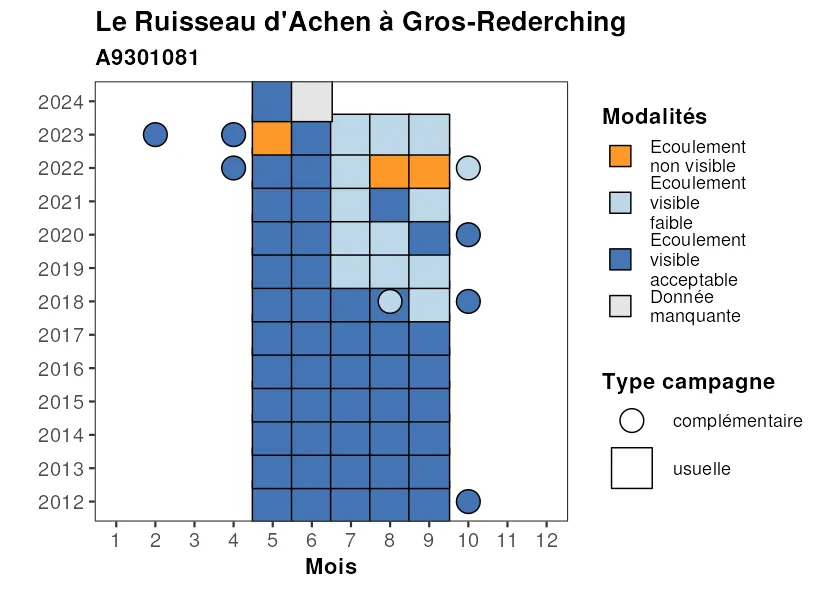 Le Ruisseau d'Achen à Gros-Rederching
A9301081
2024
2023
2022
2021
2020
2019
2018
2017
2016
2015
2014
2013
2012
1 2 3 4 5 6 7 8 9 10 11 12
Mois
Modalités
Ecoulement
non visible
Ecoulement
visible
faible
Ecoulement
visible
acceptable
Donnée
manquante
Type campagne
complémentaire
usuelle